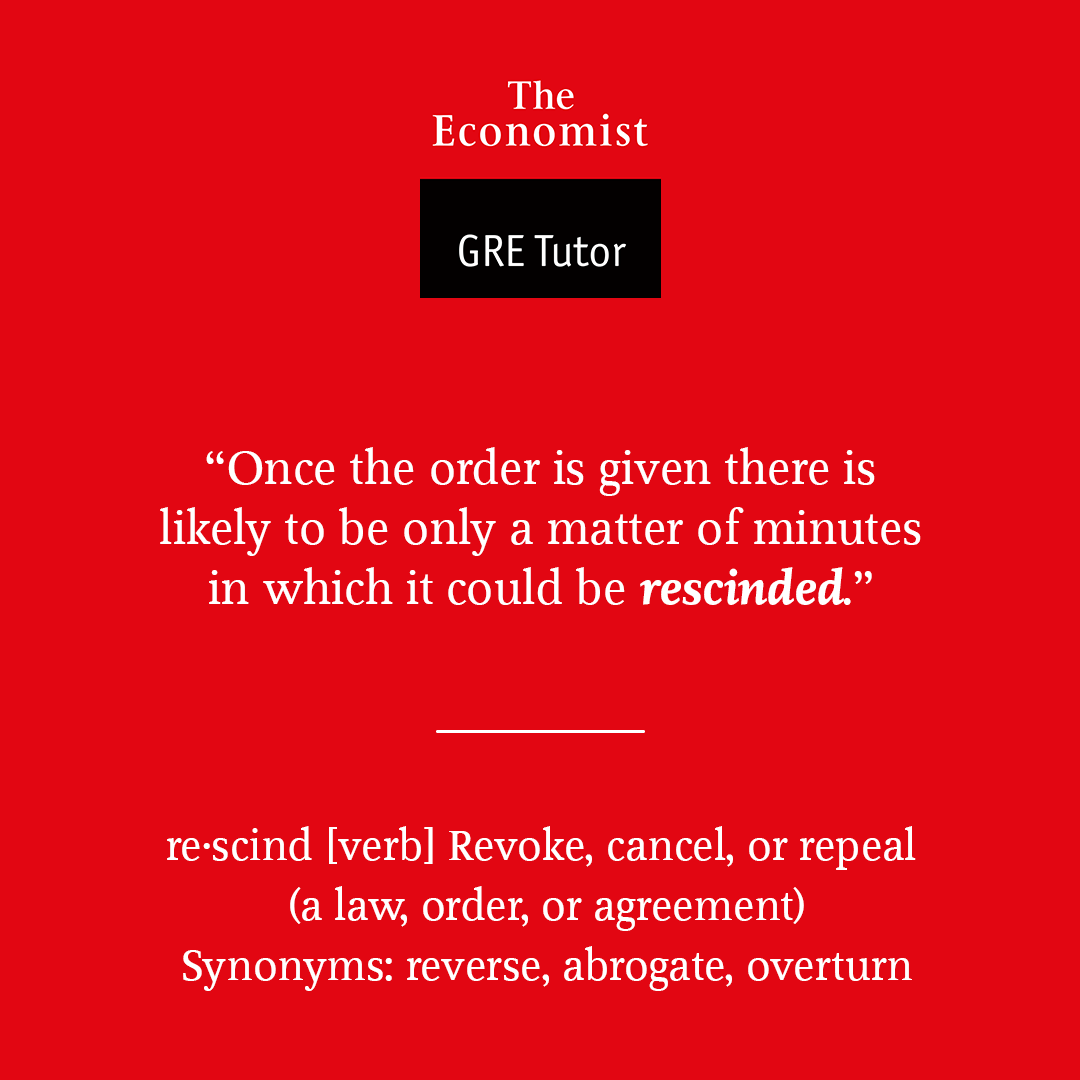 The
Economist
GRE Tutor
“Once the order is given there is
likely to be only a matter of minutes
in which it could be rescinded.”
re·scind [verb] Revoke, cancel, or repeal
(a law, order, or agreement)
Synonyms: reverse, abrogate, overturn